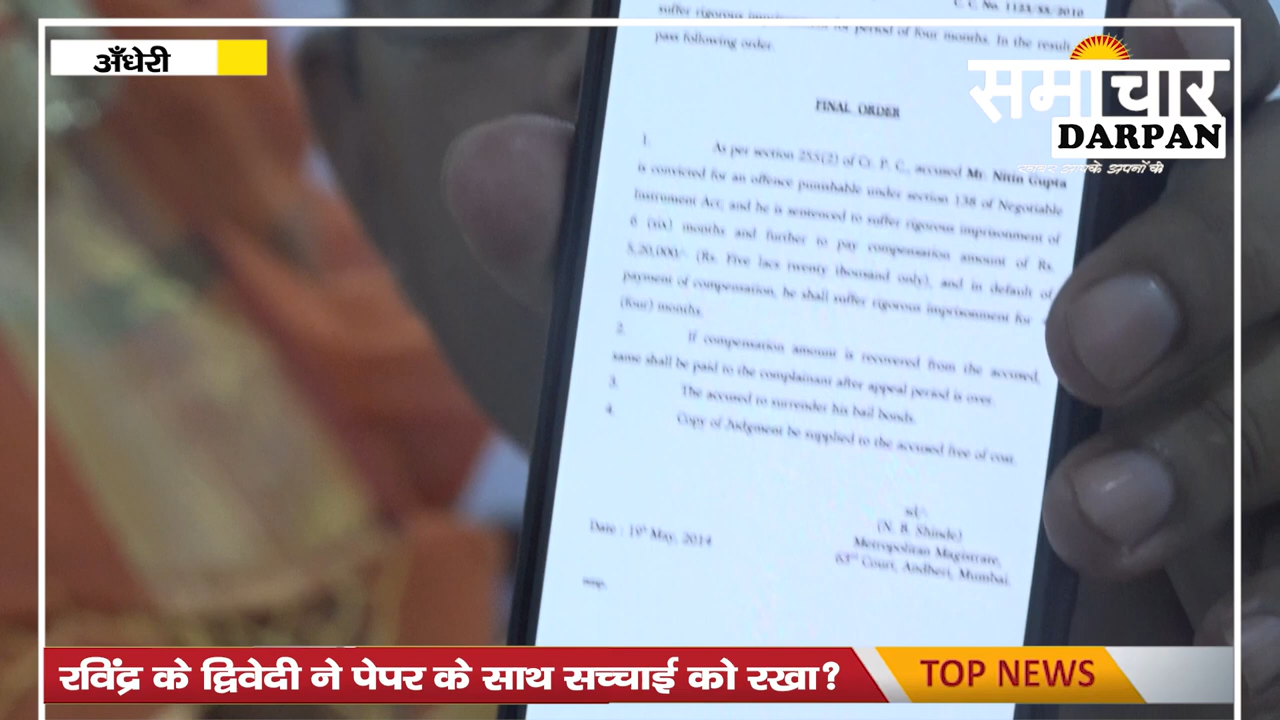 अँधेरी
समाचार
DARPAN
खबर आपके अपनों की
C. C. No. 1123/SS/2010
suffer rigorous imprisonment for period of four months. In the result
pass following order.
FINAL ORDER
1. As per section 255(2) of Cr. P. C., accused Mr. Nitin Gupta
is convicted for an offence punishable under section 138 of Negotiable
Instrument Act, and he is sentenced to suffer rigorous imprisonment of
6 (six) months and further to pay compensation amount of Rs.
5,20,000/- (Rs. Five lacs twenty thousand only), and in default of
payment of compensation, he shall suffer rigorous imprisonment for
(four) months.
2. If compensation amount is recovered from the accused,
same shall be paid to the complainant after appeal period is over.
3. The accused to surrender his bail bonds.
4. Copy of Judgment be supplied to the accused free of cost.
sd/-
(N. B. Shinde)
Date : 19th May, 2014
Metropolitan Magistrate,
63rd Court, Andheri, Mumbai.
रविंद्र के द्विवेदी ने पेपर के साथ सच्चाई को रखा?
TOP NEWS